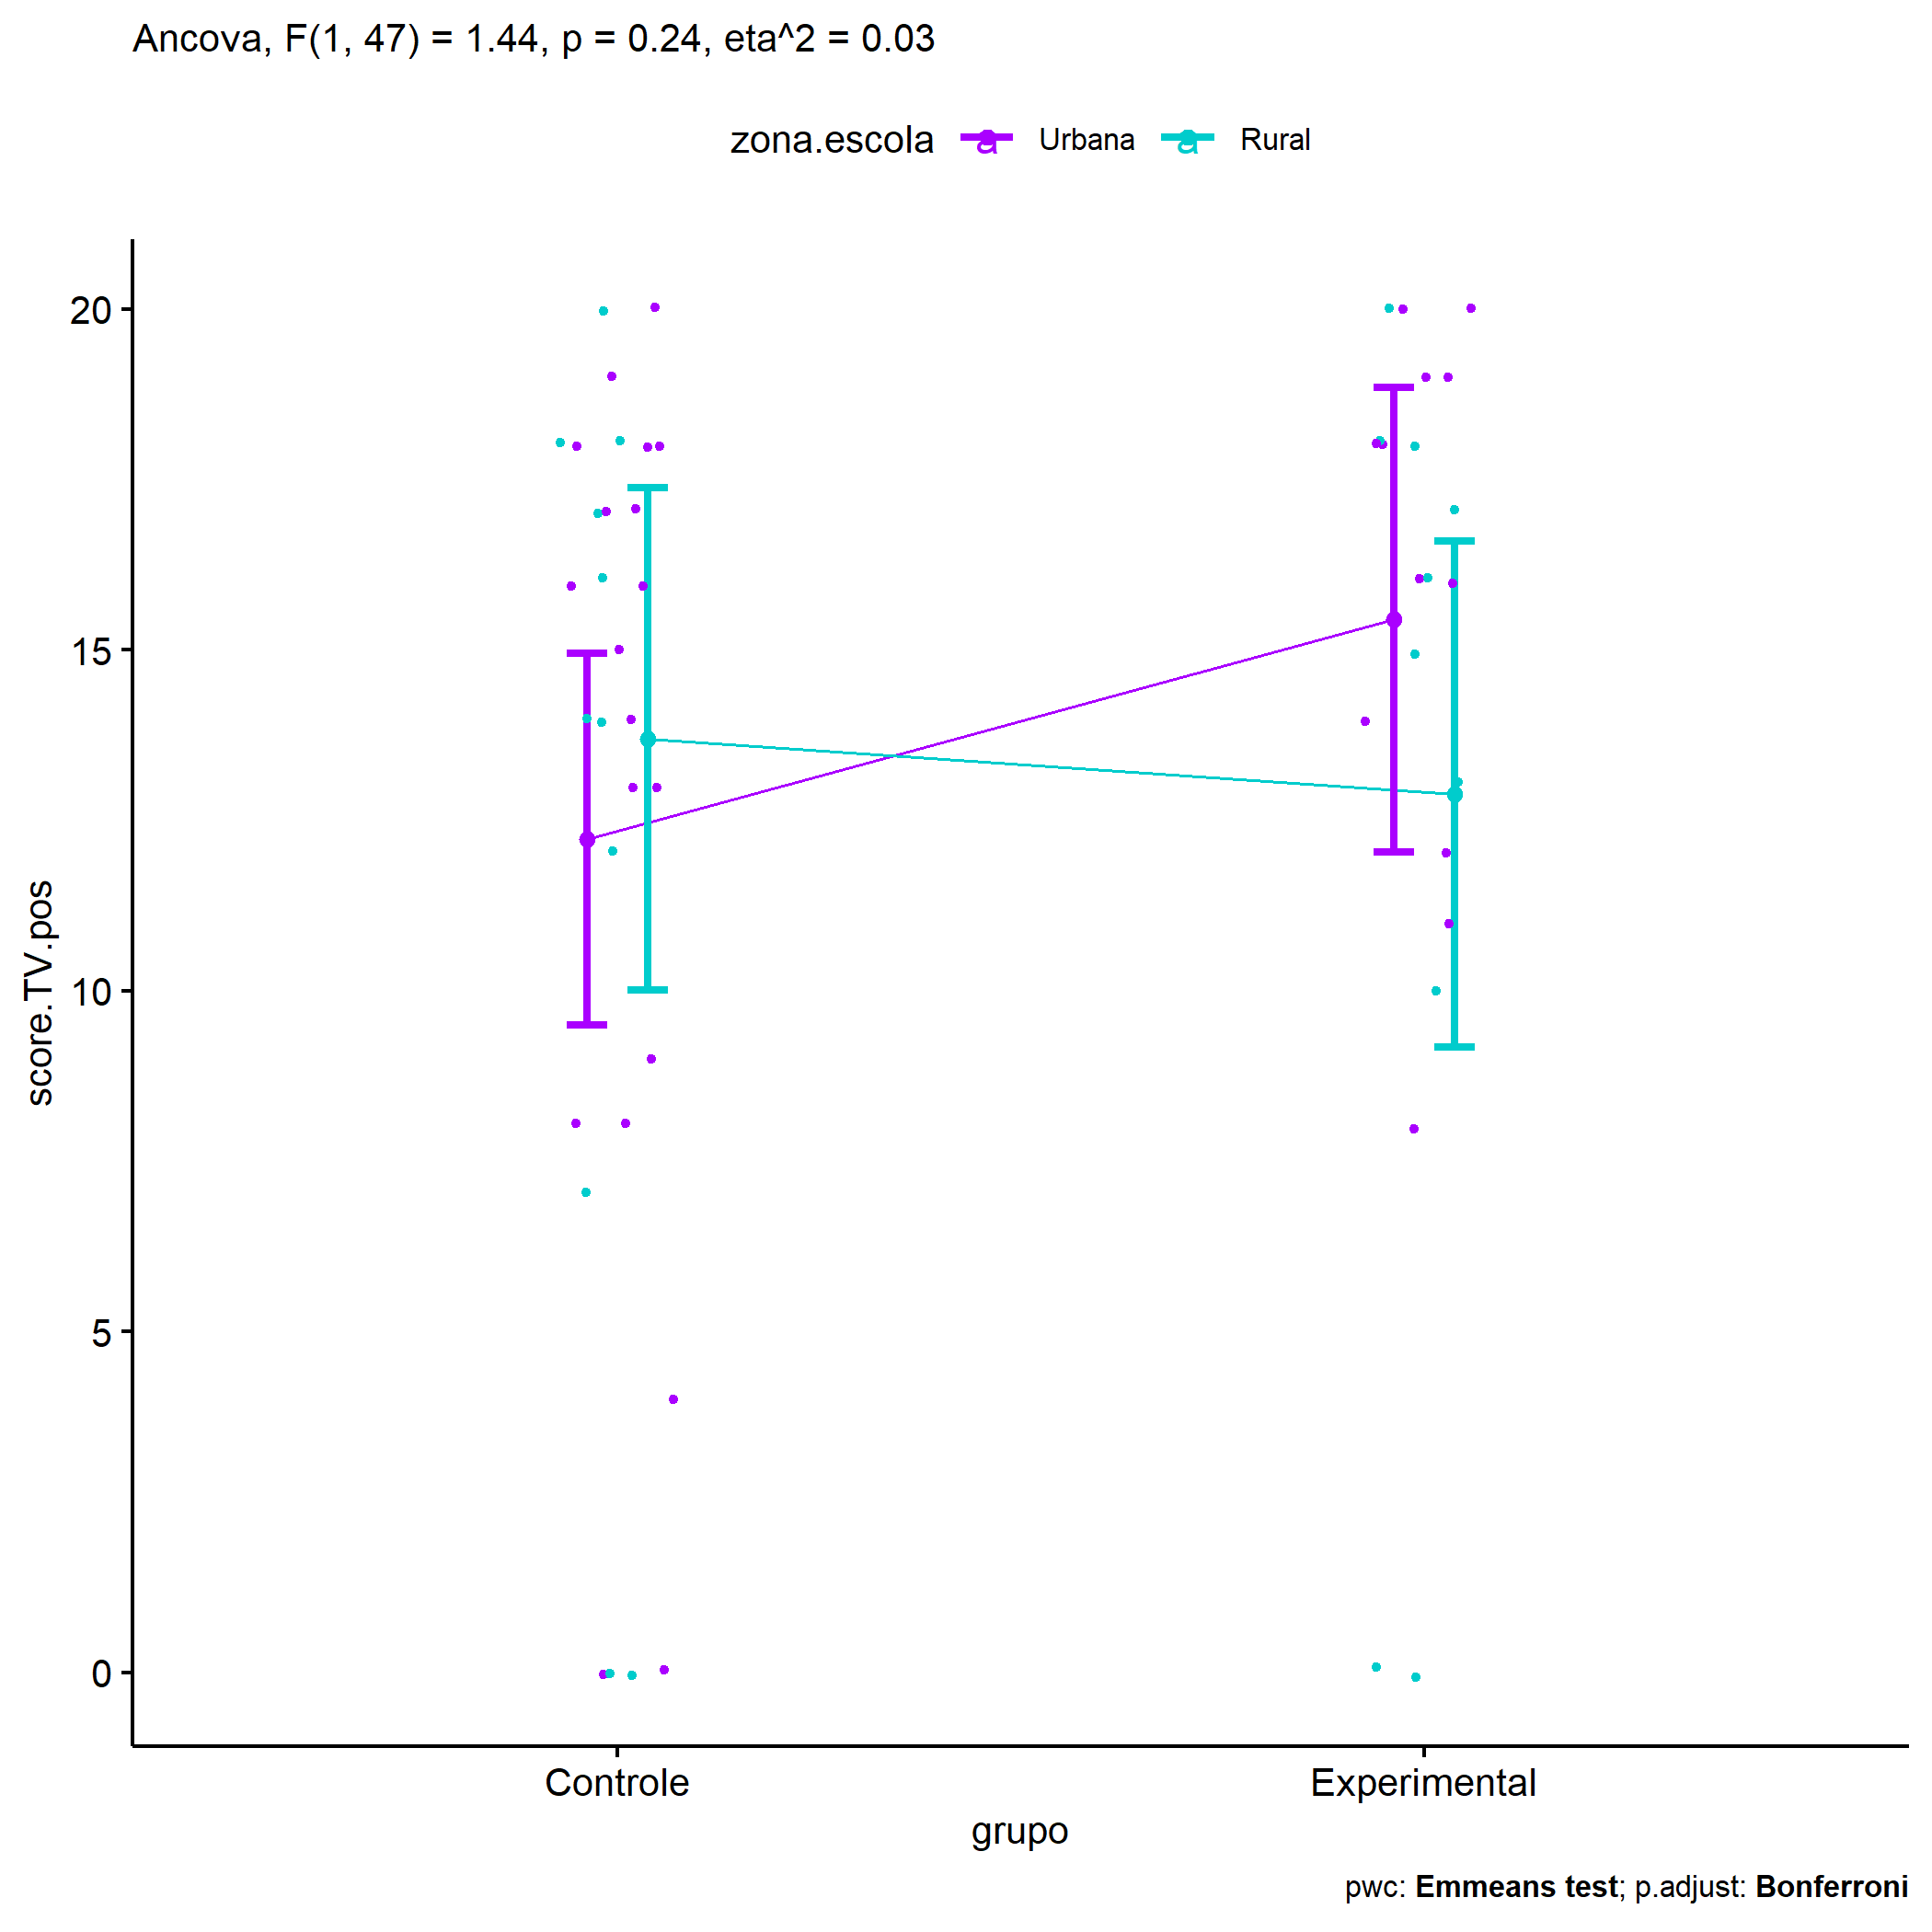 Ancova, F(1, 47) = 1.44, p = 0.24, eta^2 = 0.03
zona.escola a Urbana a Rural
20
15
10
5
0
score.TV.pos
Controle Experimental
grupo
pwc: Emmeans test; p.adjust: Bonferroni